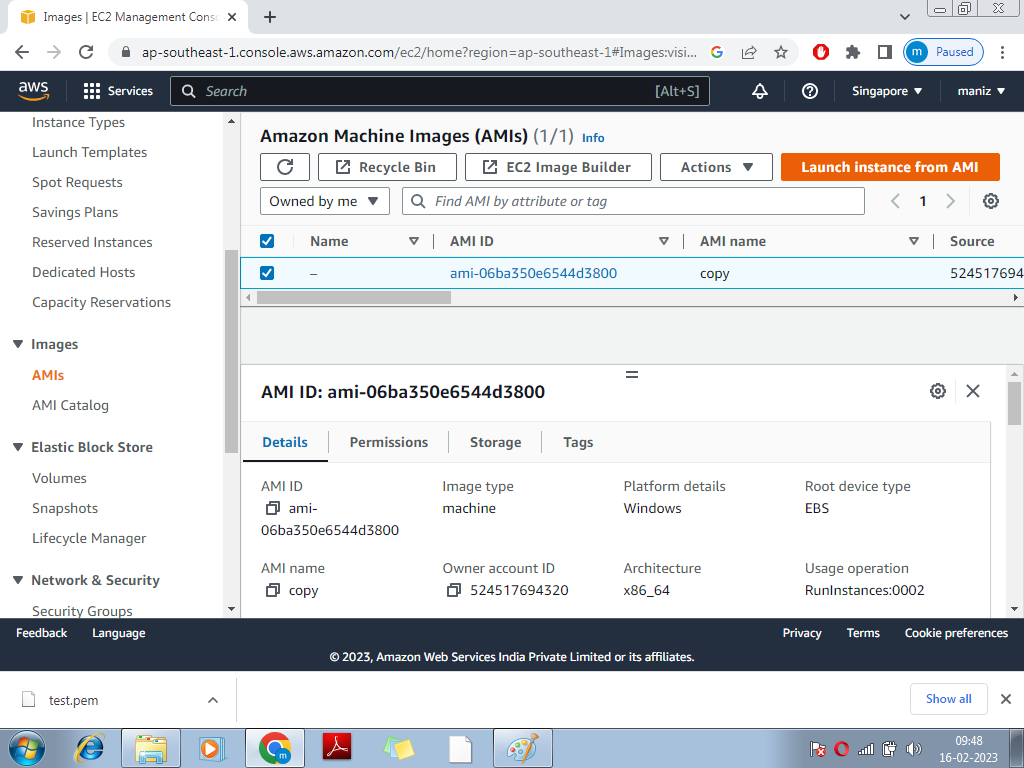 Images | EC2 Management Conso
ap-southeast-1.console.aws.amazon.com/ec2/home?region=ap-southeast-1#Images:visi...
m Paused
aws
Services
Search [Alt+S]
Singapore
maniz
Instance Types
Launch Templates
Spot Requests
Savings Plans
Reserved Instances
Dedicated Hosts
Capacity Reservations
Images
AMIs
AMI Catalog
Elastic Block Store
Volumes
Snapshots
Lifecycle Manager
Network & Security
Security Groups
Amazon Machine Images (AMIs) (1/1) Info
Recycle Bin
EC2 Image Builder
Actions
Launch instance from AMI
Owned by me
Find AMI by attribute or tag
1
Name AMI ID AMI name Source
– ami-06ba350e6544d3800 copy 524517694
AMI ID: ami-06ba350e6544d3800
Details Permissions Storage Tags
AMI ID
ami-
06ba350e6544d3800
Image type
machine
Platform details
Windows
Root device type
EBS
AMI name
copy
Owner account ID
524517694320
Architecture
x86_64
Usage operation
RunInstances:0002
Feedback Language Privacy Terms Cookie preferences
© 2023, Amazon Web Services India Private Limited or its affiliates.
test.pem
Show all
m
09:48
16-02-2023